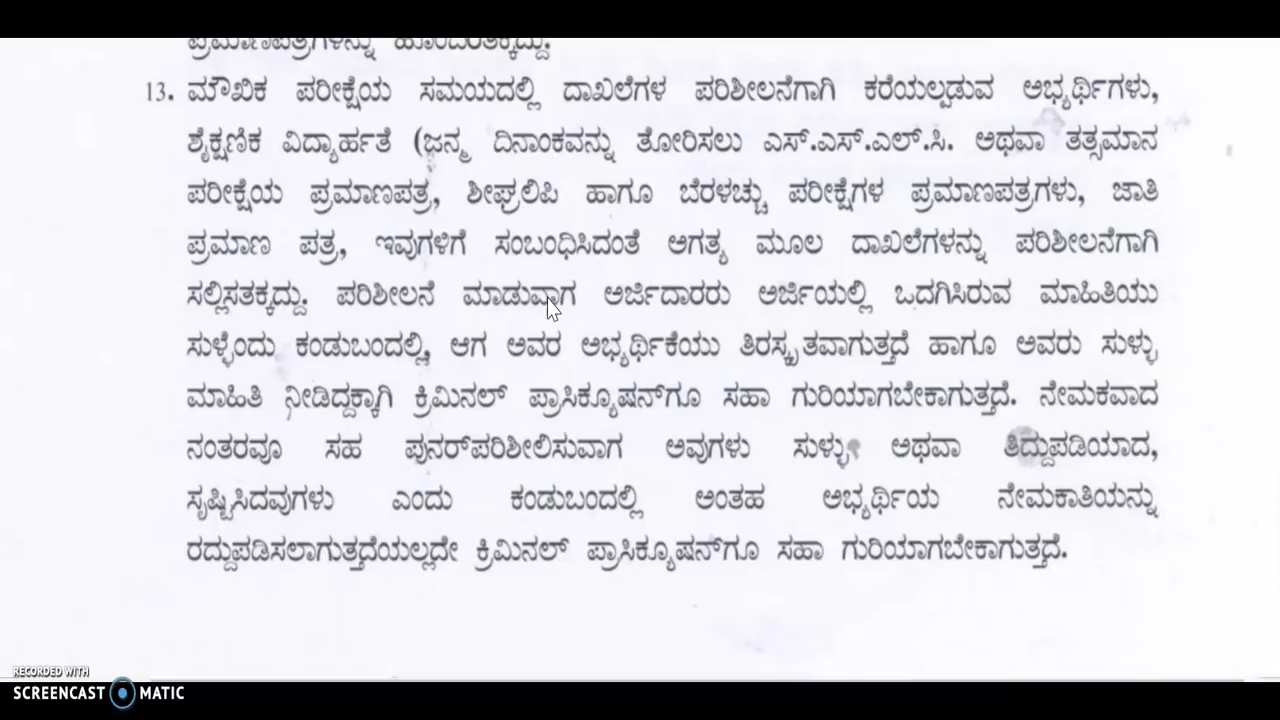 ಪ್ರಮಾಣಪತ್ರಗಳನ್ನು ಹೊಂದಿರತಕ್ಕದ್ದು.
13. ಮೌಖಿಕ ಪರೀಕ್ಷೆಯ ಸಮಯದಲ್ಲಿ ದಾಖಲೆಗಳ ಪರಿಶೀಲನೆಗಾಗಿ ಕರೆಯಲ್ಪಡುವ ಅಭ್ಯರ್ಥಿಗಳು,
ಶೈಕ್ಷಣಿಕ ವಿದ್ಯಾರ್ಹತೆ (ಜನ್ಮ ದಿನಾಂಕವನ್ನು ತೋರಿಸಲು ಎಸ್.ಎಸ್.ಎಲ್.ಸಿ. ಅಥವಾ ತತ್ಸಮಾನ
ಪರೀಕ್ಷೆಯ ಪ್ರಮಾಣಪತ್ರ, ಶೀಘ್ರಲಿಪಿ ಹಾಗೂ ಬೆರಳಚ್ಚು ಪರೀಕ್ಷೆಗಳ ಪ್ರಮಾಣಪತ್ರಗಳು, ಜಾತಿ
ಪ್ರಮಾಣ ಪತ್ರ, ಇವುಗಳಿಗೆ ಸಂಬಂಧಿಸಿದಂತೆ ಅಗತ್ಯ ಮೂಲ ದಾಖಲೆಗಳನ್ನು ಪರಿಶೀಲನೆಗಾಗಿ
ಸಲ್ಲಿಸತಕ್ಕದ್ದು. ಪರಿಶೀಲನೆ ಮಾಡುವಾಗ ಅರ್ಜಿದಾರರು ಅರ್ಜಿಯಲ್ಲಿ ಒದಗಿಸಿರುವ ಮಾಹಿತಿಯು
ಸುಳ್ಳೆಂದು ಕಂಡುಬಂದಲ್ಲಿ, ಆಗ ಅವರ ಅಭ್ಯರ್ಥಿಕೆಯು ತಿರಸ್ಕೃತವಾಗುತ್ತದೆ ಹಾಗೂ ಅವರು ಸುಳ್ಳು
ಮಾಹಿತಿ ನೀಡಿದ್ದಕ್ಕಾಗಿ ಕ್ರಿಮಿನಲ್ ಪ್ರಾಸಿಕ್ಯೂಷನ್‌ಗೂ ಸಹಾ ಗುರಿಯಾಗಬೇಕಾಗುತ್ತದೆ. ನೇಮಕವಾದ
ನಂತರವೂ ಸಹ ಪುನರ್‌ಪರಿಶೀಲಿಸುವಾಗ ಅವುಗಳು ಸುಳ್ಳು ಅಥವಾ ತಿದ್ದುಪಡಿಯಾದ,
ಸೃಷ್ಟಿಸಿದವುಗಳು ಎಂದು ಕಂಡುಬಂದಲ್ಲಿ ಅಂತಹ ಅಭ್ಯರ್ಥಿಯ ನೇಮಕಾತಿಯನ್ನು
ರದ್ದುಪಡಿಸಲಾಗುತ್ತದೆಯಲ್ಲದೇ ಕ್ರಿಮಿನಲ್ ಪ್ರಾಸಿಕ್ಯೂಷನ್‌ಗೂ ಸಹಾ ಗುರಿಯಾಗಬೇಕಾಗುತ್ತದೆ.
RECORDED WITH
SCREENCAST MATIC